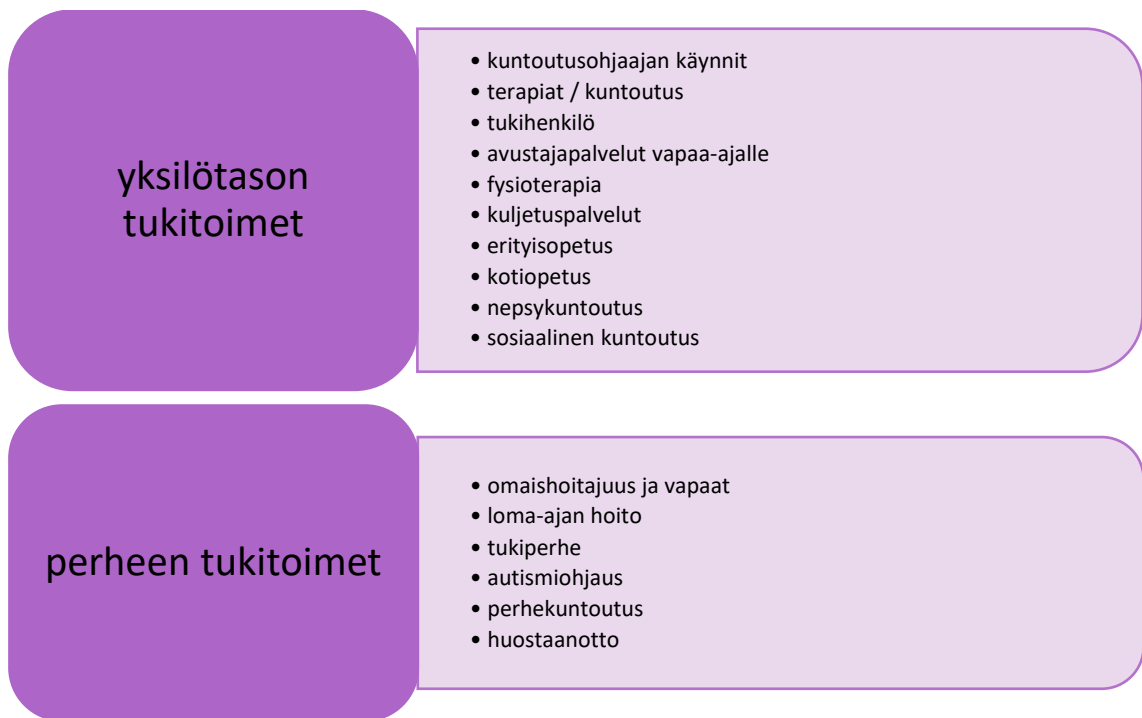 yksilötason
tukitoimet
• kuntoutusohjaajan käynnit
• terapiat / kuntoutus
• tukihenkilö
• avustajapalvelut vapaa-ajalle
• fysioterapia
• kuljetuspalvelut
• erityisopetus
• kotiopetus
• nepsykuntoutus
• sosiaalinen kuntoutus
perheen tukitoimet
• omaishoitajuus ja vapaat
• loma-ajan hoito
• tukiperhe
• autismiohjaus
• perhekuntoutus
• huostaanotto